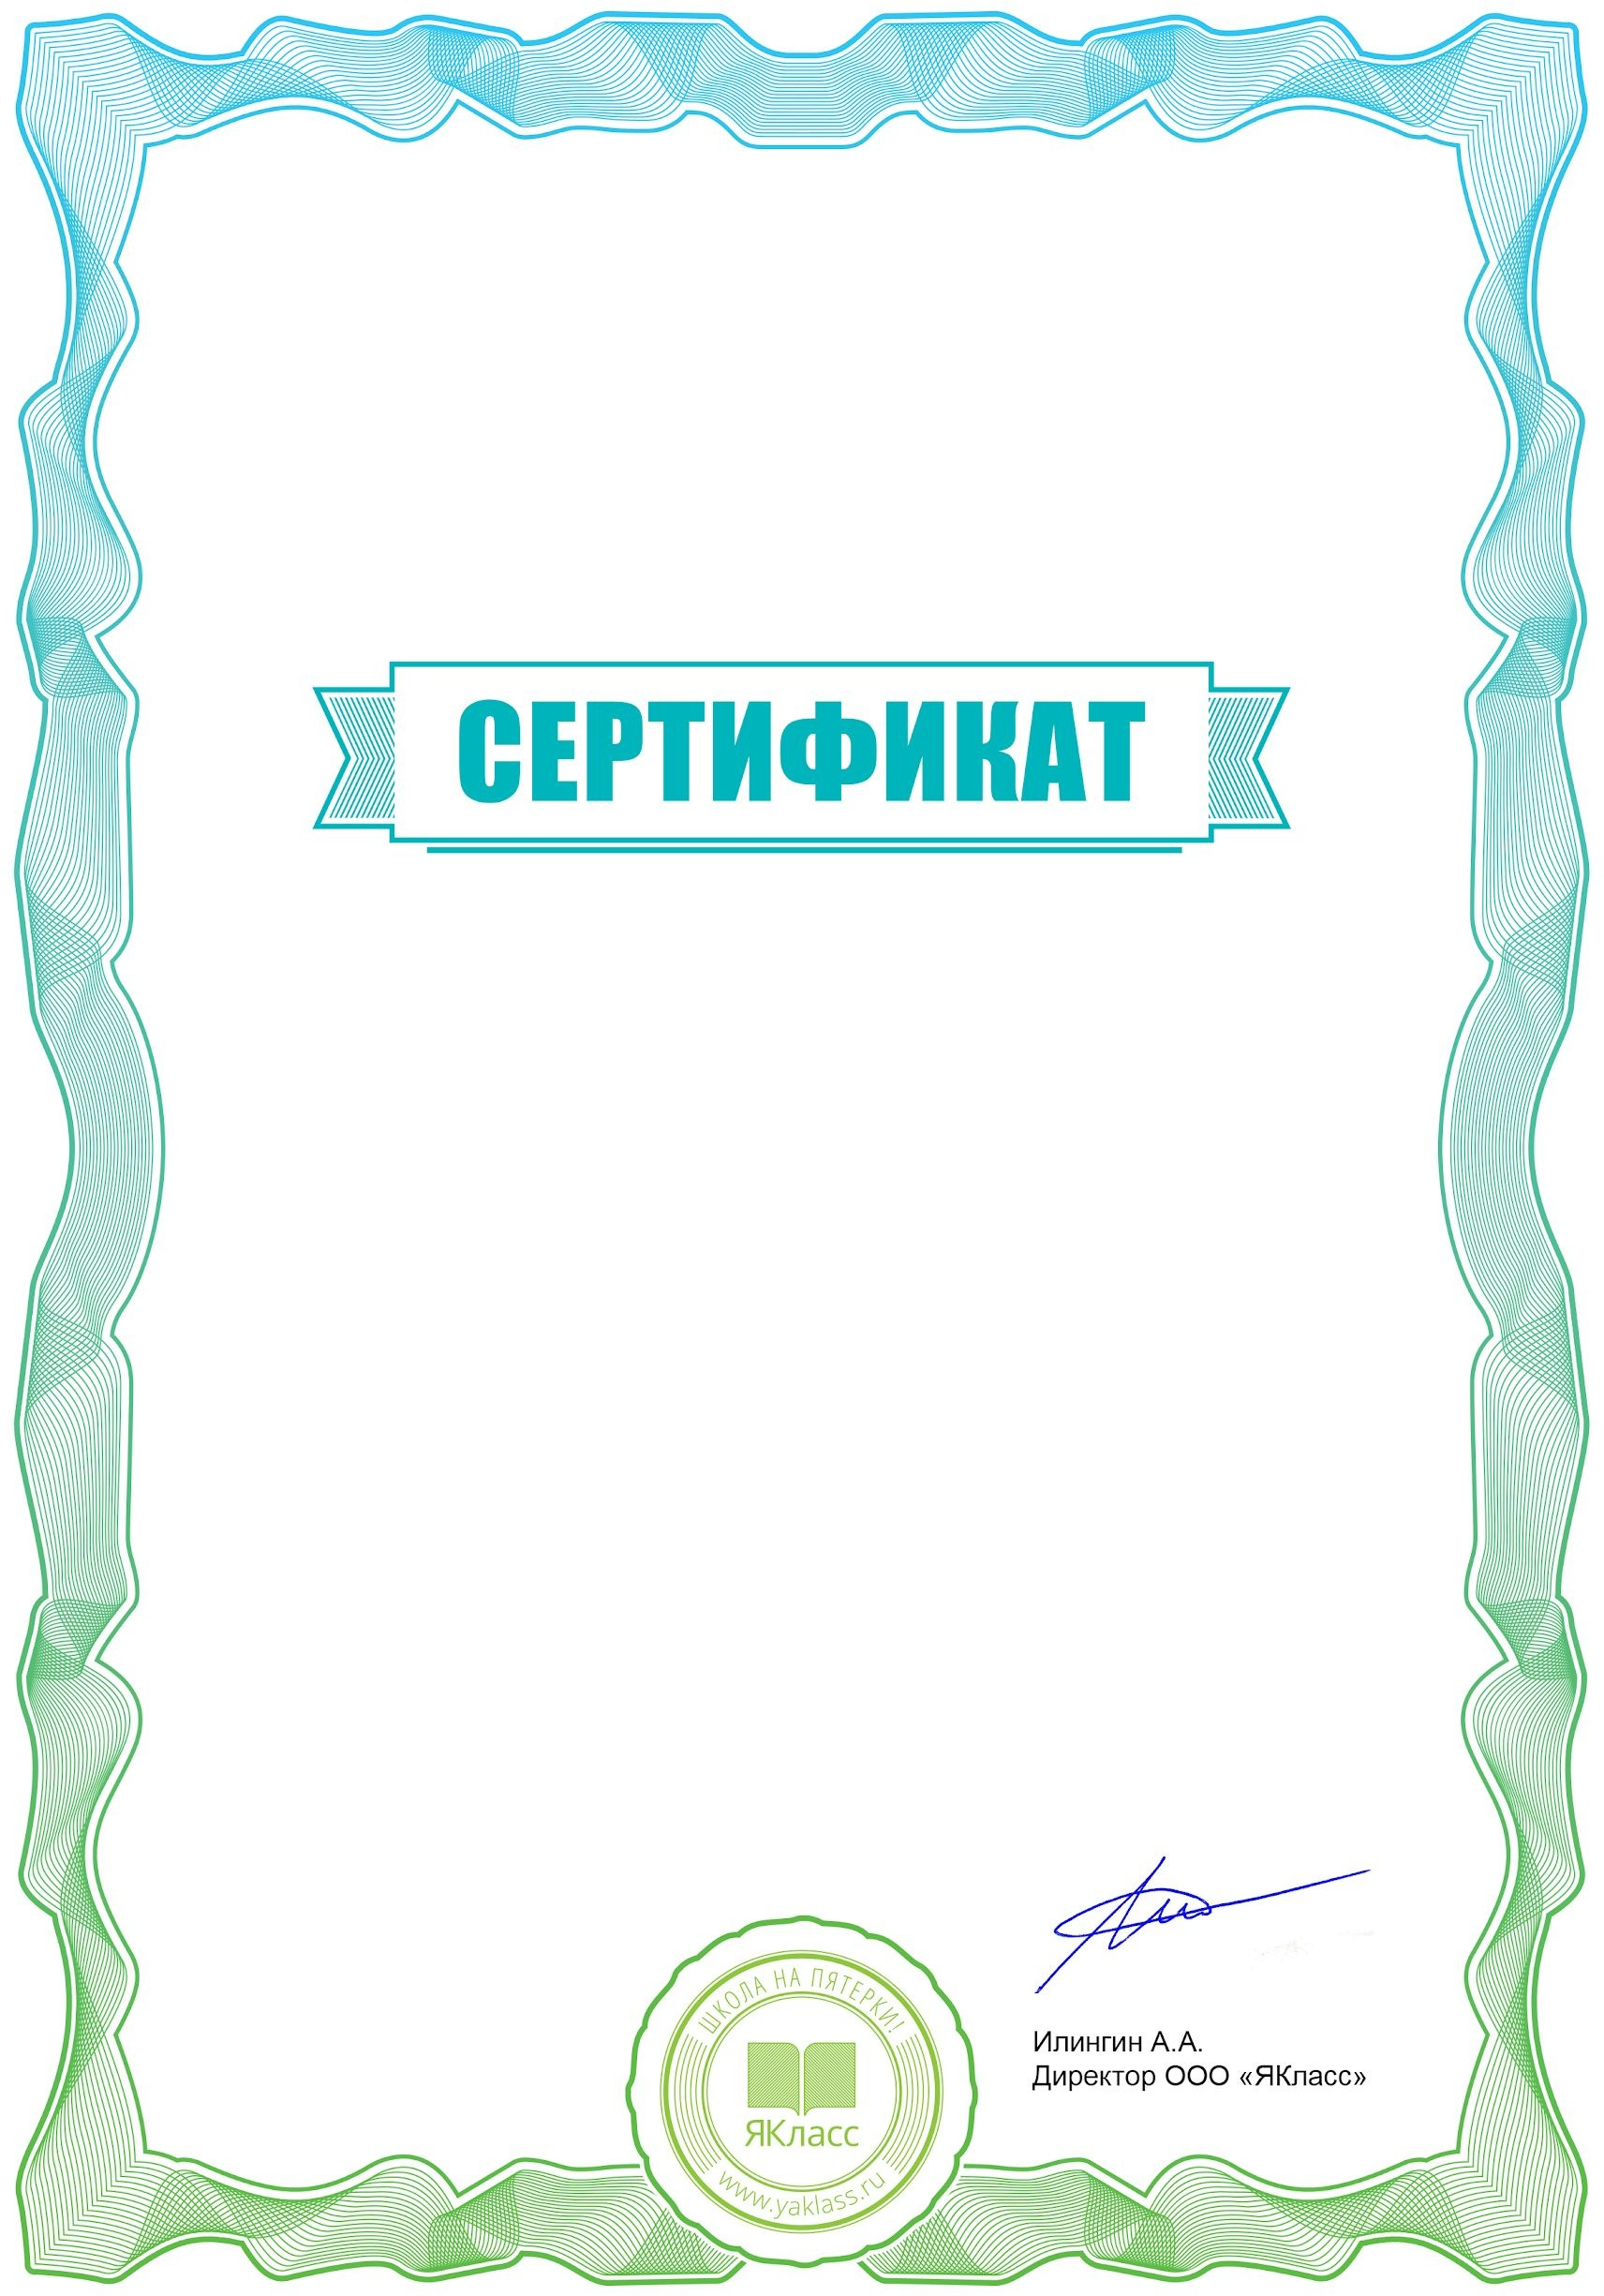 СЕРТИФИКАТ
Илингин А.А.
Директор ООО «ЯКласс»
ШКОЛА НА ПЯТЕРКИ!
ЯКласс
www.yaklass.ru